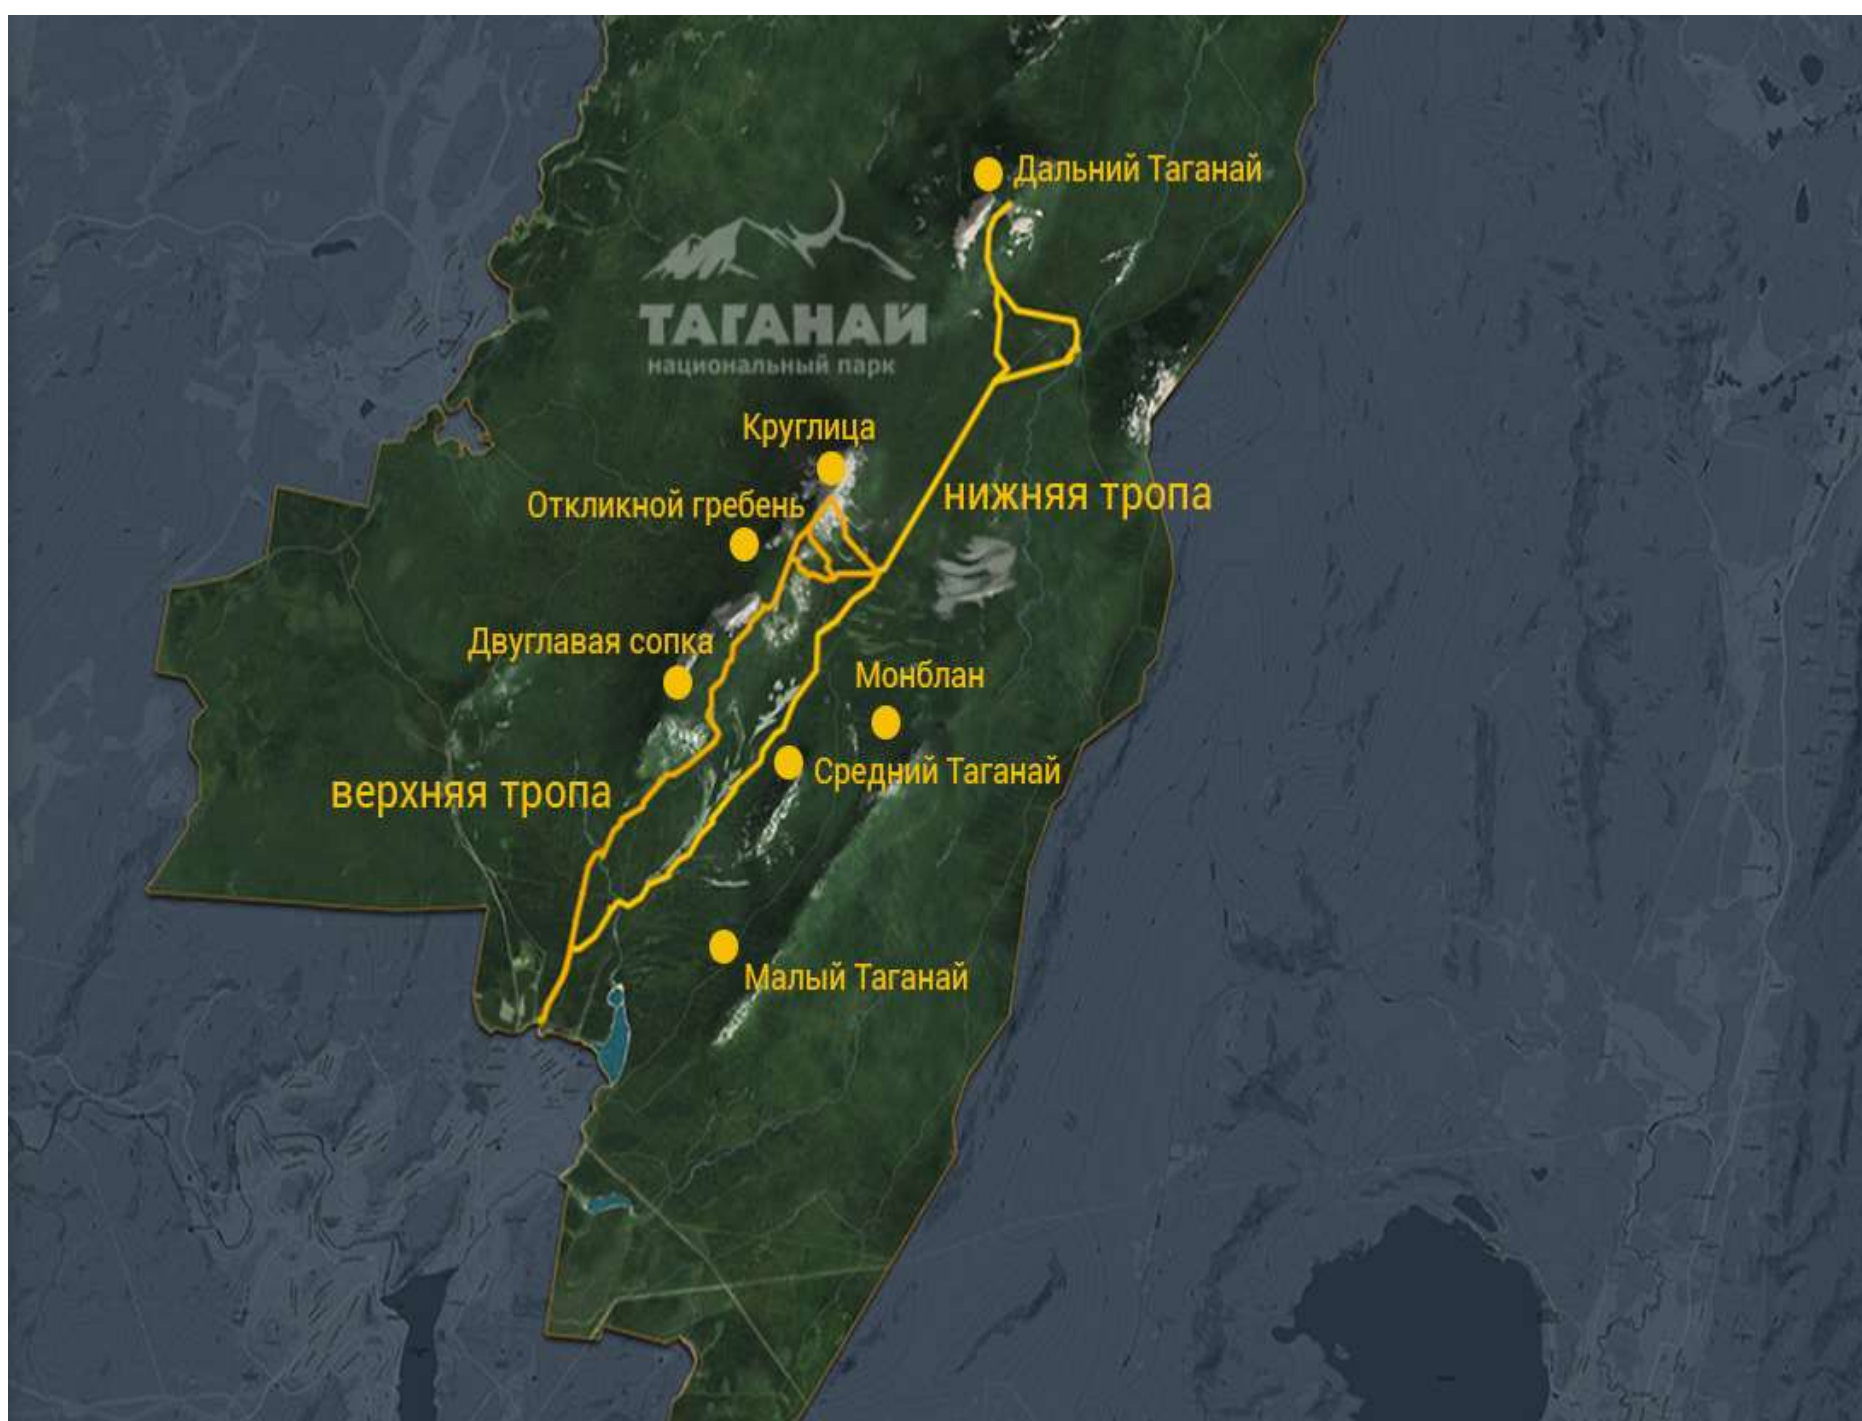 Дальний Таганай
ТАГАНАЙ
национальный парк
Круглица
Откликной гребень
нижняя тропа
Двуглавая сопка
Монблан
Средний Таганай
верхняя тропа
Малый Таганай